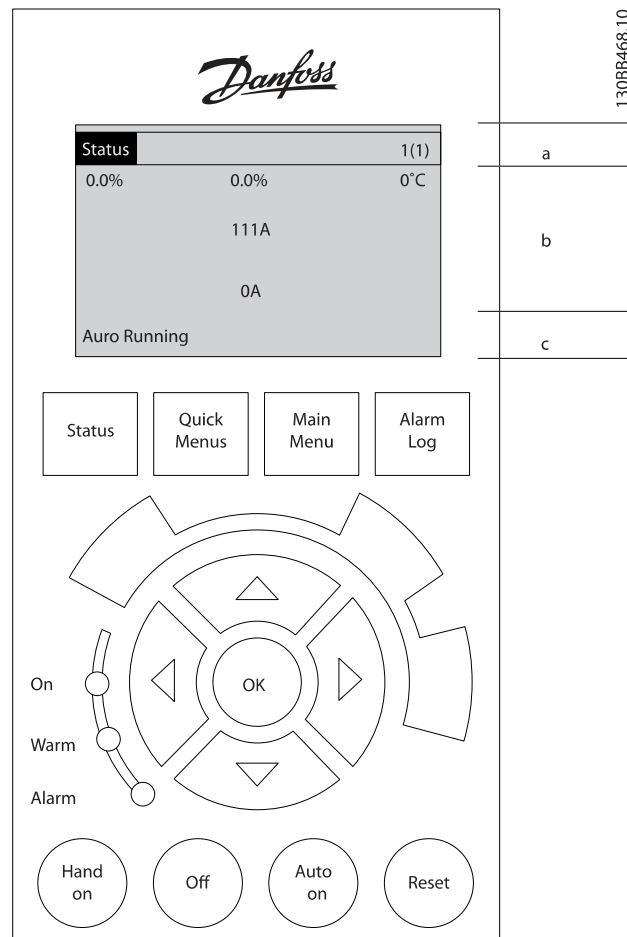 130BB468.10
Danfoss
Status 1(1)
a
0.0% 0.0% 0°C
111A
b
0A
Auro Running
c
Status
Quick
Menus
Main
Menu
Alarm
Log
On
OK
Warm
Alarm
Hand
on
Off
Auto
on
Reset